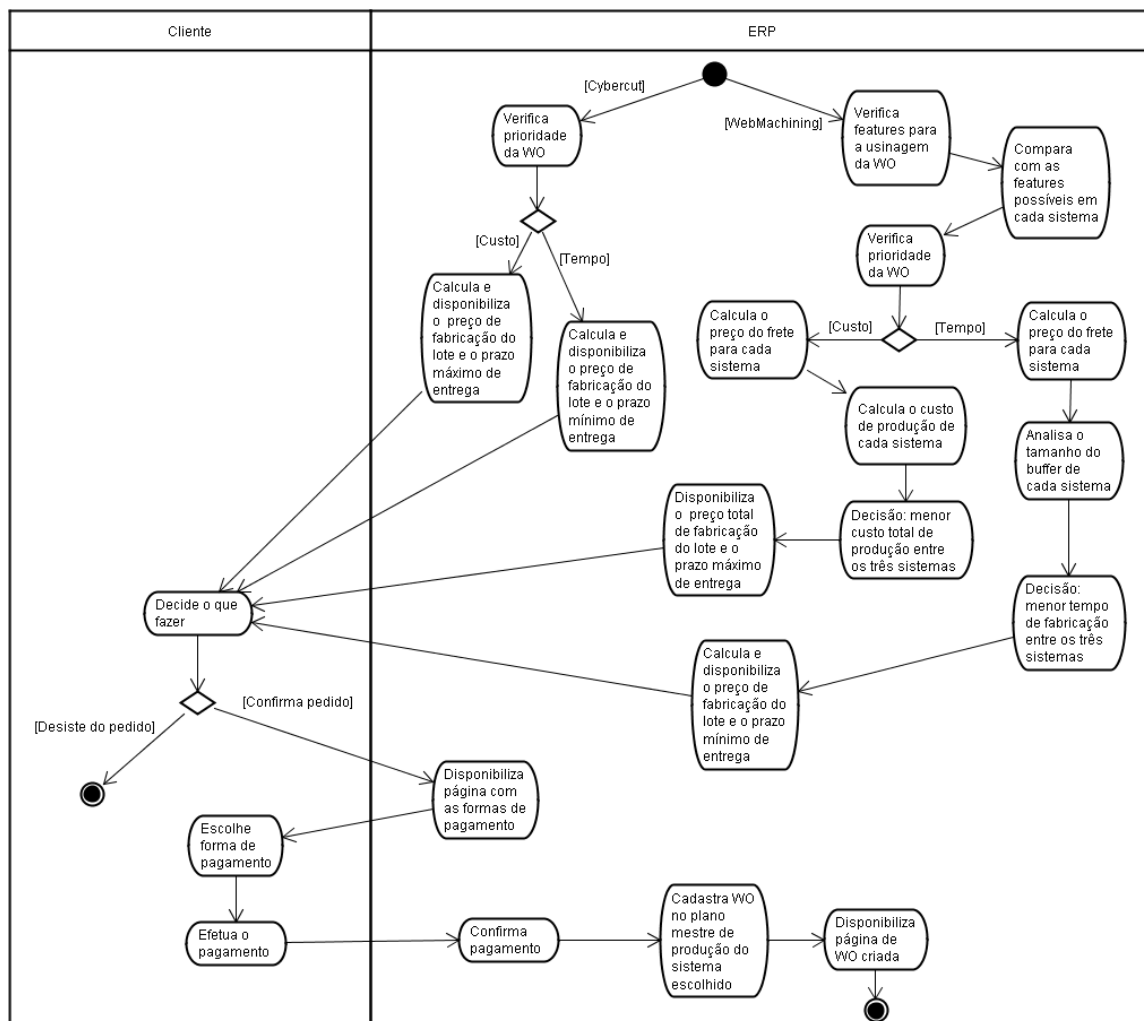 Cliente
ERP
[Cybercut]
[WebMachining]
Verifica
prioridade
da WO
Verifica
features para
a usinagem
da WO
Compara
com as
features
possíveis em
cada sistema
[Custo]
[Tempo]
Verifica
prioridade
da WO
Calcula e
disponibiliza
o preço de
fabricação do
lote e o prazo
máximo de
entrega
Calcula e
disponibiliza
o preço de
fabricação do
lote e o prazo
mínimo de
entrega
Calcula o
preço do frete
para cada
sistema
[Custo]
[Tempo]
Calcula o
preço do frete
para cada
sistema
Calcula o custo
de produção de
cada sistema
Analisa o
tamanho do
buffer de
cada sistema
Disponibiliza
o preço total
de fabricação
do lote e o
prazo máximo
de entrega
Decisão: menor
custo total de
produção entre
os três sistemas
Decisão:
menor tempo
de fabricação
entre os três
sistemas
Decide o que
fazer
Calcula e
disponibiliza
o preço de
fabricação do
lote e o prazo
mínimo de
entrega
[Confirma pedido]
[Desiste do pedido]
Disponibiliza
página com
as formas de
pagamento
Escolhe
forma de
pagamento
Efetua o
pagamento
Confirma
pagamento
Cadastra WO
no plano
mestre de
produção do
sistema
escolhido
Disponibiliza
página de
WO criada